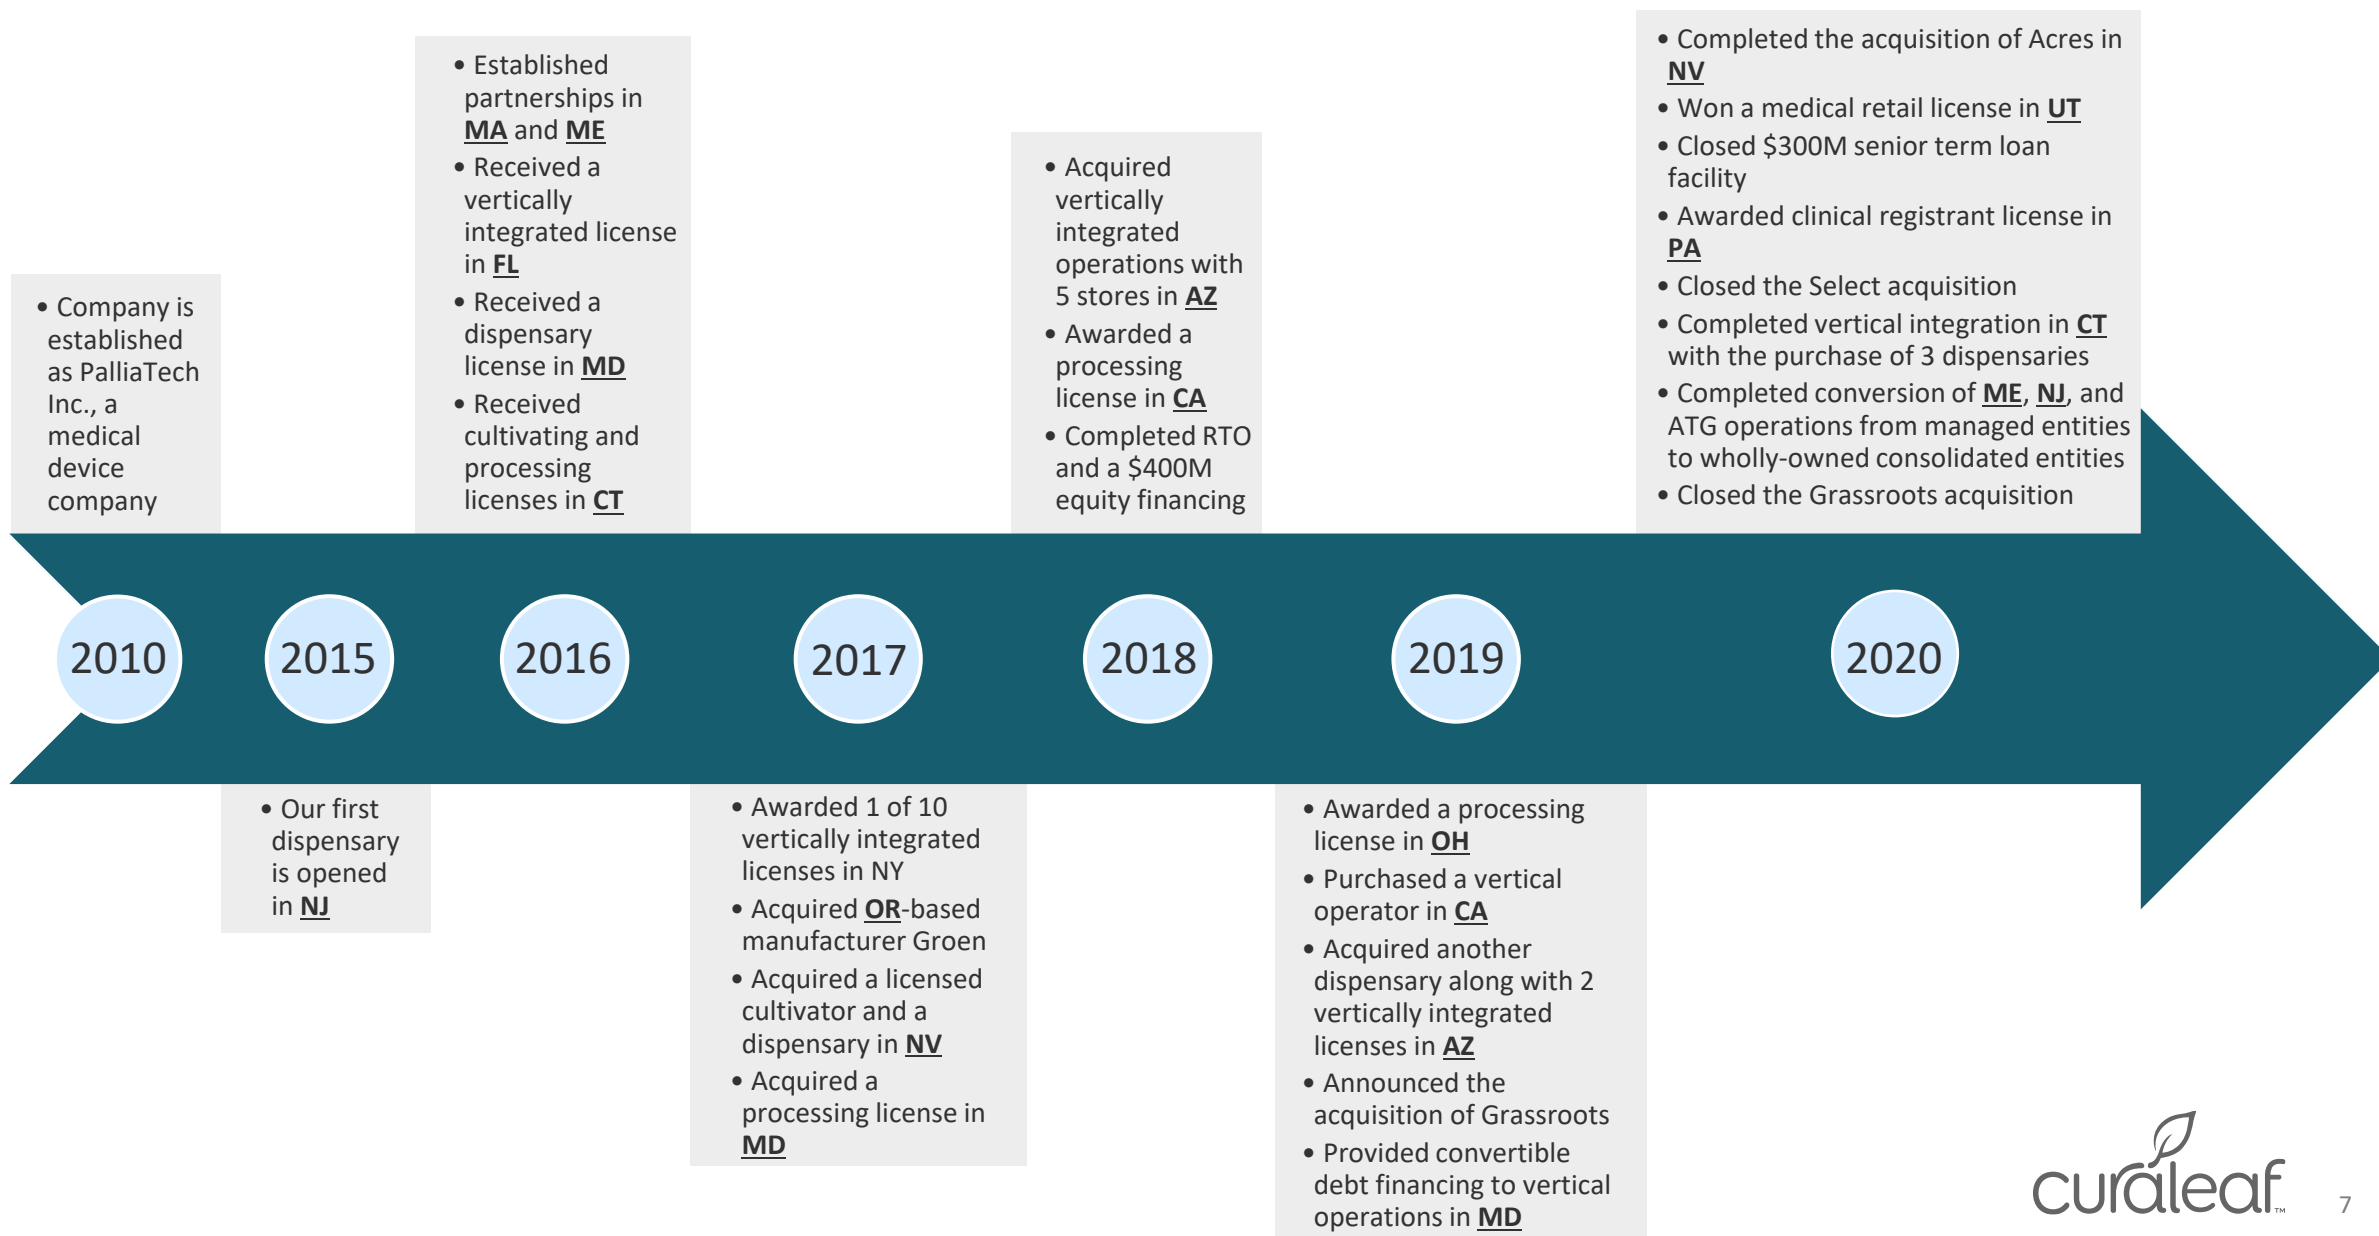 • Company is
established
as PalliaTech
Inc., a
medical
device
company
• Established
partnerships in
MA and ME
• Received a
vertically
integrated license
in FL
• Received a
dispensary
license in MD
• Received
cultivating and
processing
licenses in CT
• Acquired
vertically
integrated
operations with
5 stores in AZ
• Awarded a
processing
license in CA
• Completed RTO
and a $400M
equity financing
• Completed the acquisition of Acres in
NV
• Won a medical retail license in UT
• Closed $300M senior term loan
facility
• Awarded clinical registrant license in
PA
• Closed the Select acquisition
• Completed vertical integration in CT
with the purchase of 3 dispensaries
• Completed conversion of ME, NJ, and
ATG operations from managed entities
to wholly-owned consolidated entities
• Closed the Grassroots acquisition
2010
2015
2016
2017
2018
2019
2020
• Our first
dispensary
is opened
in NJ
• Awarded 1 of 10
vertically integrated
licenses in NY
• Acquired OR-based
manufacturer Groen
• Acquired a licensed
cultivator and a
dispensary in NV
• Acquired a
processing license in
MD
• Awarded a processing
license in OH
• Purchased a vertical
operator in CA
• Acquired another
dispensary along with 2
vertically integrated
licenses in AZ
• Announced the
acquisition of Grassroots
• Provided convertible
debt financing to vertical
operations in MD
curaleaf™
7